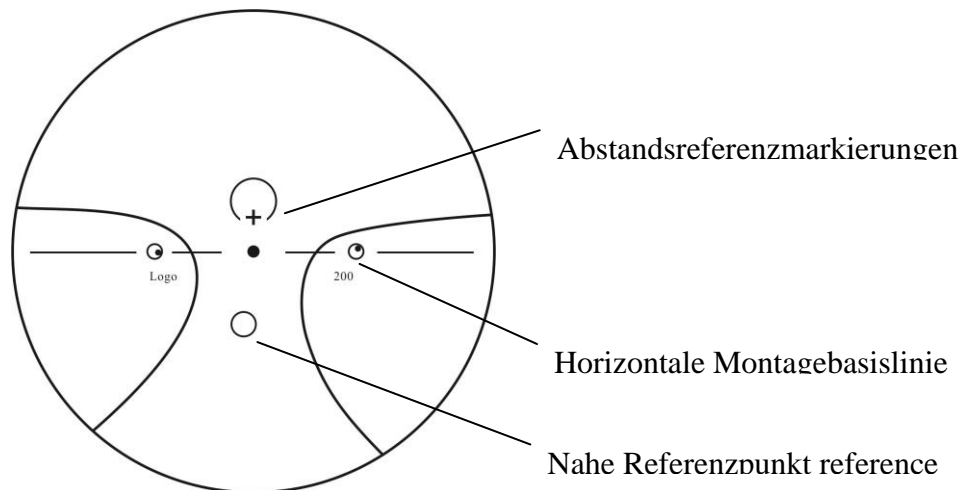 Abstandsreferenzmarkierungen
Logo
200
Horizontale Montagebasislinie
Nahe Referenzpunkt reference